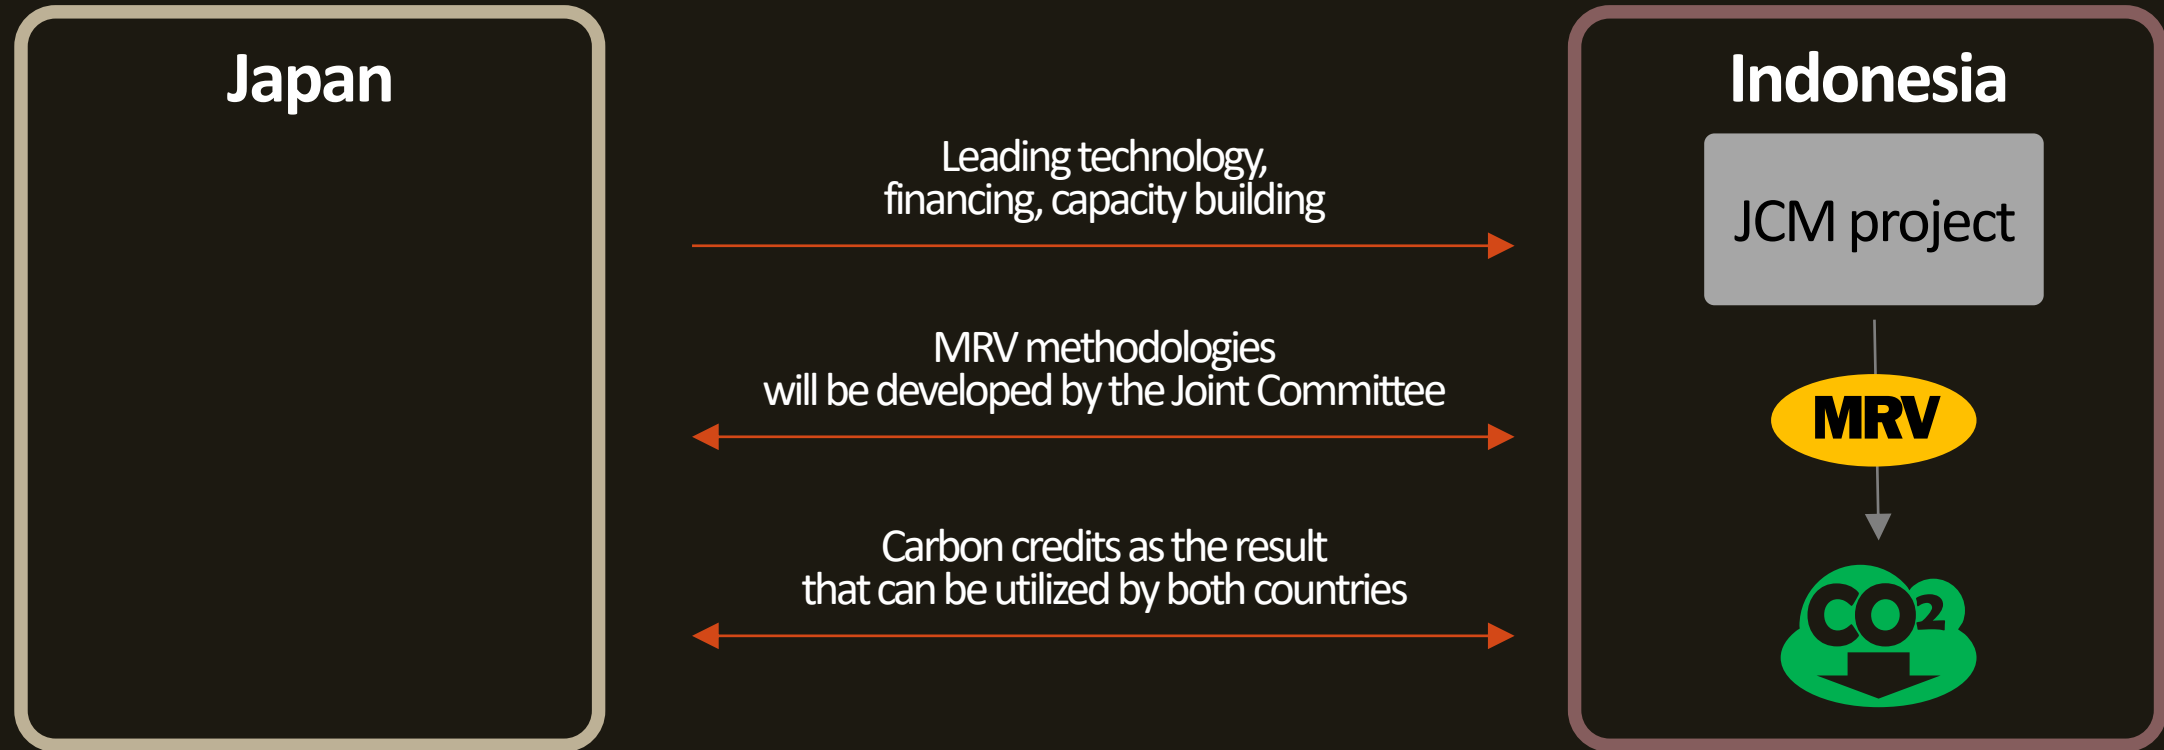 Japan
Leading technology,
financing, capacity building
MRV methodologies
will be developed by the Joint Committee
Carbon credits as the result
that can be utilized by both countries
Indonesia
JCM project
MRV
CO2